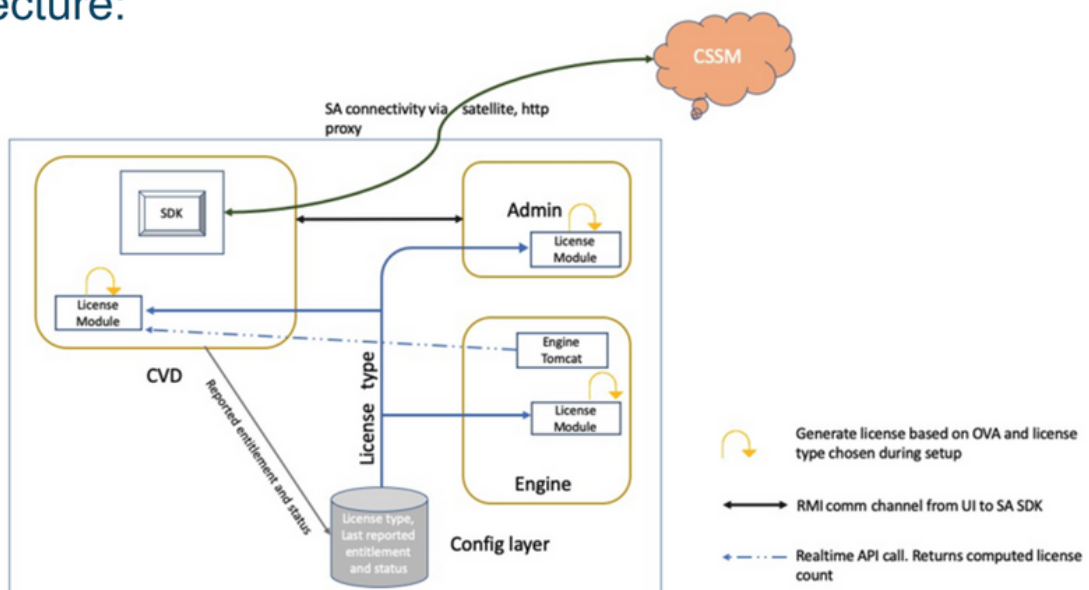 ecture:
CSSM
SA connectivity via satellite, http
proxy
SDK
Admin
License
Module
License
Module
Engine
Tomcat
CVD
License type
Reported entitlement and status
License
Module
Engine
License type,
Last reported
entitlement
and status
Config layer
Generate license based on OVA and license
type chosen during setup
RMI comm channel from UI to SA SDK
Realtime API call. Returns computed license
count